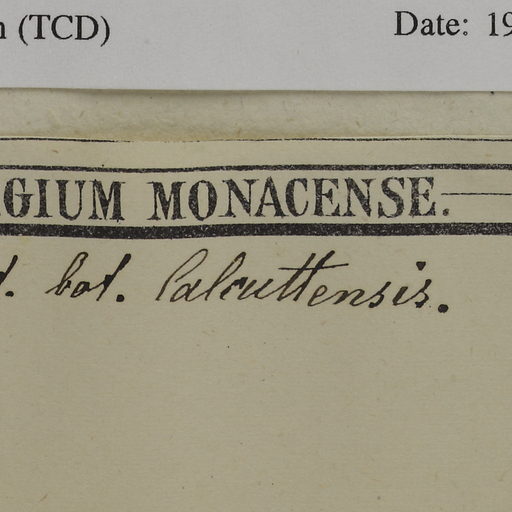 (TCD) Date: 19
GIUM MONACENSE.
bot. Calcuttensis.